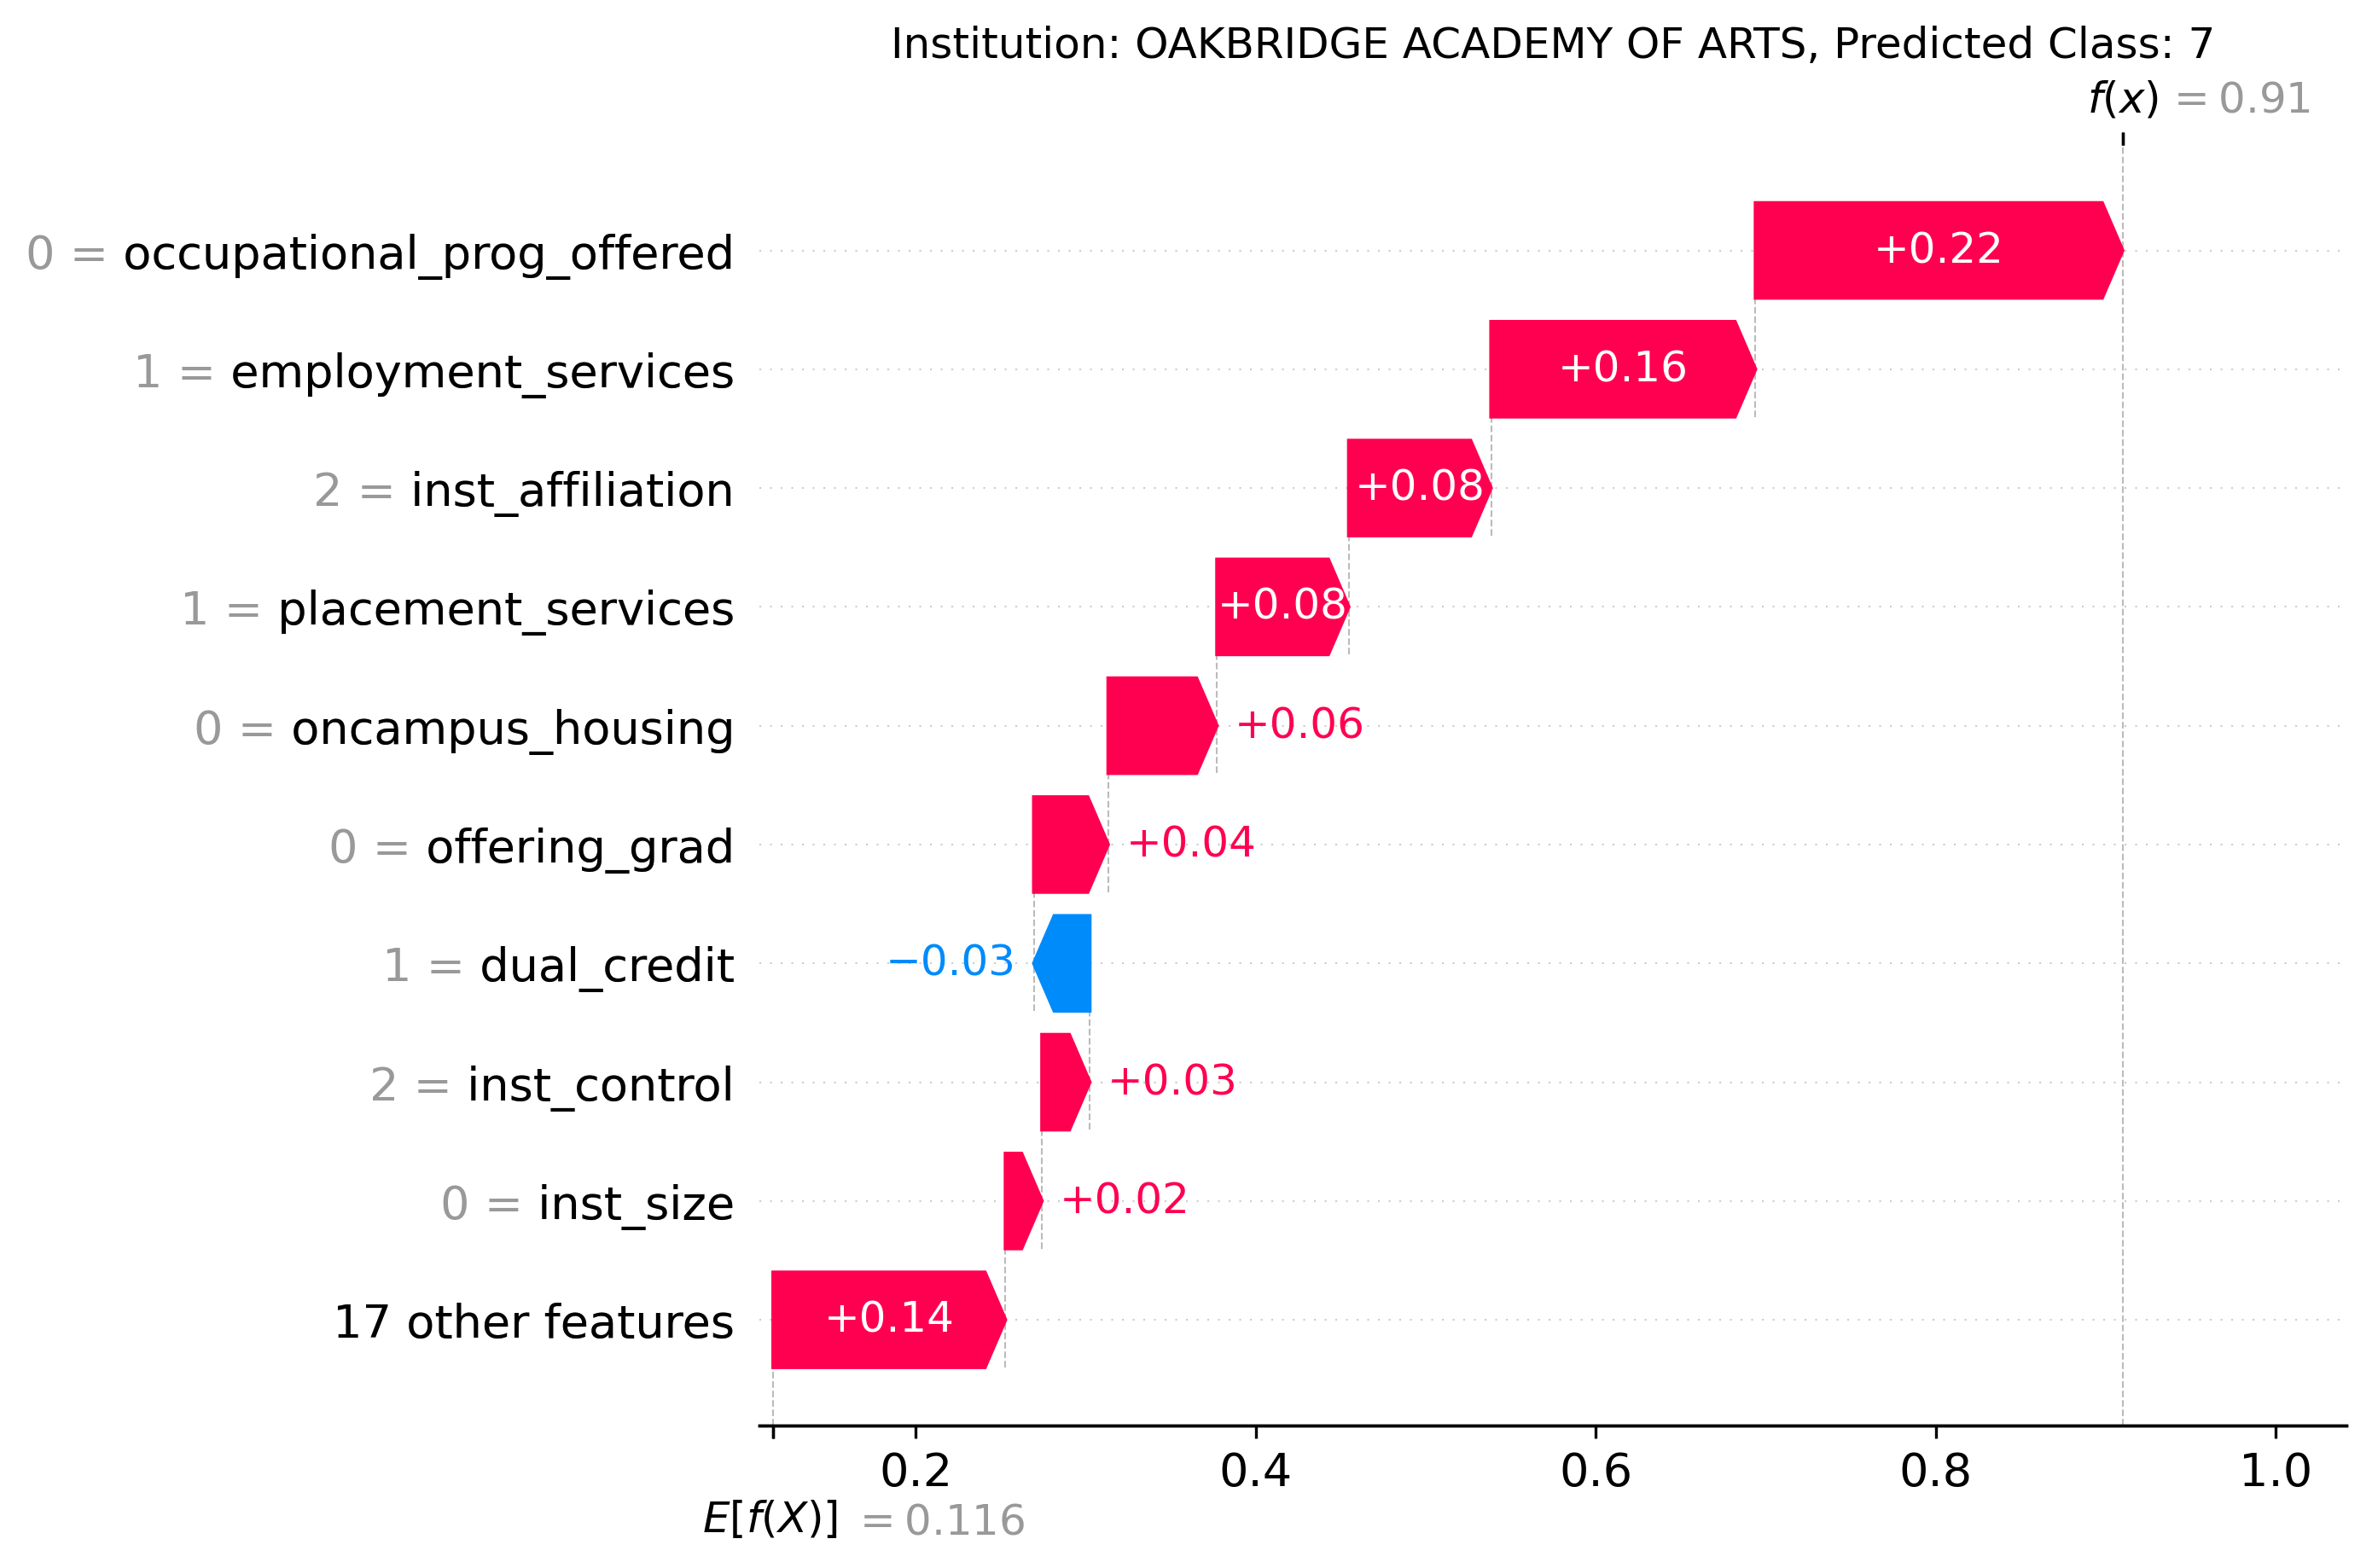 Institution: OAKBRIDGE ACADEMY OF ARTS, Predicted Class: 7
f(x) = 0.91
0 = occupational_prog_offered +0.22
1 = employment_services +0.16
2 = inst_affiliation +0.08
1 = placement_services +0.08
0 = oncampus_housing +0.06
0 = offering_grad +0.04
1 = dual_credit −0.03
2 = inst_control +0.03
0 = inst_size +0.02
17 other features +0.14
0.2 0.4 0.6 0.8 1.0
E[f(X)] = 0.116